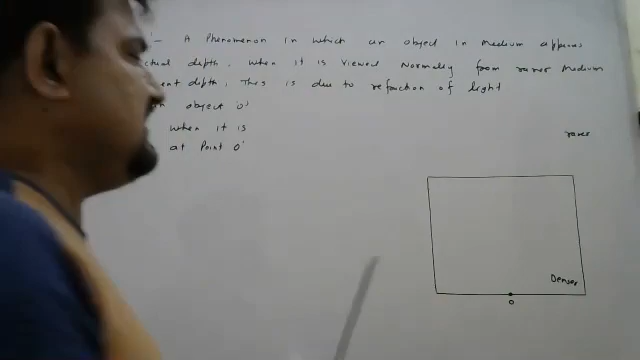 :- A Phenomenon in which an object in medium appears
ctual depth, when it is viewed Normally from rarer Medium
ent depth, This is due to refraction of light
n object 'o'
when it is
at Point O'
rarer
Denser
O